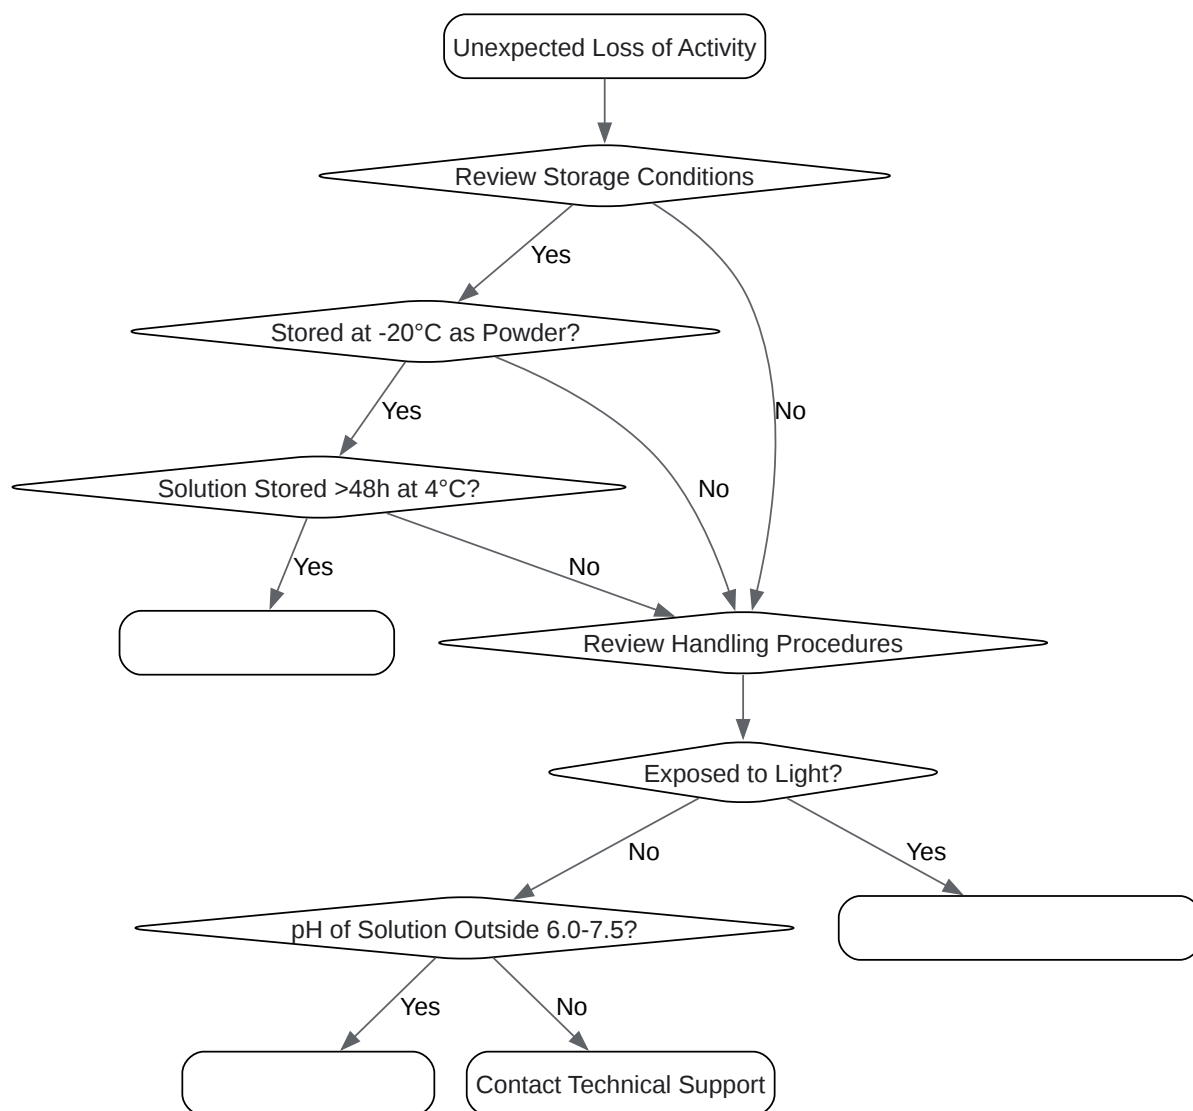 Unexpected Loss of Activity
Review Storage Conditions
Yes
Stored at -20°C as Powder?
Yes
No
Solution Stored >48h at 4°C?
No
Yes
No
Review Handling Procedures
Exposed to Light?
No
Yes
pH of Solution Outside 6.0-7.5?
Yes
No
Contact Technical Support